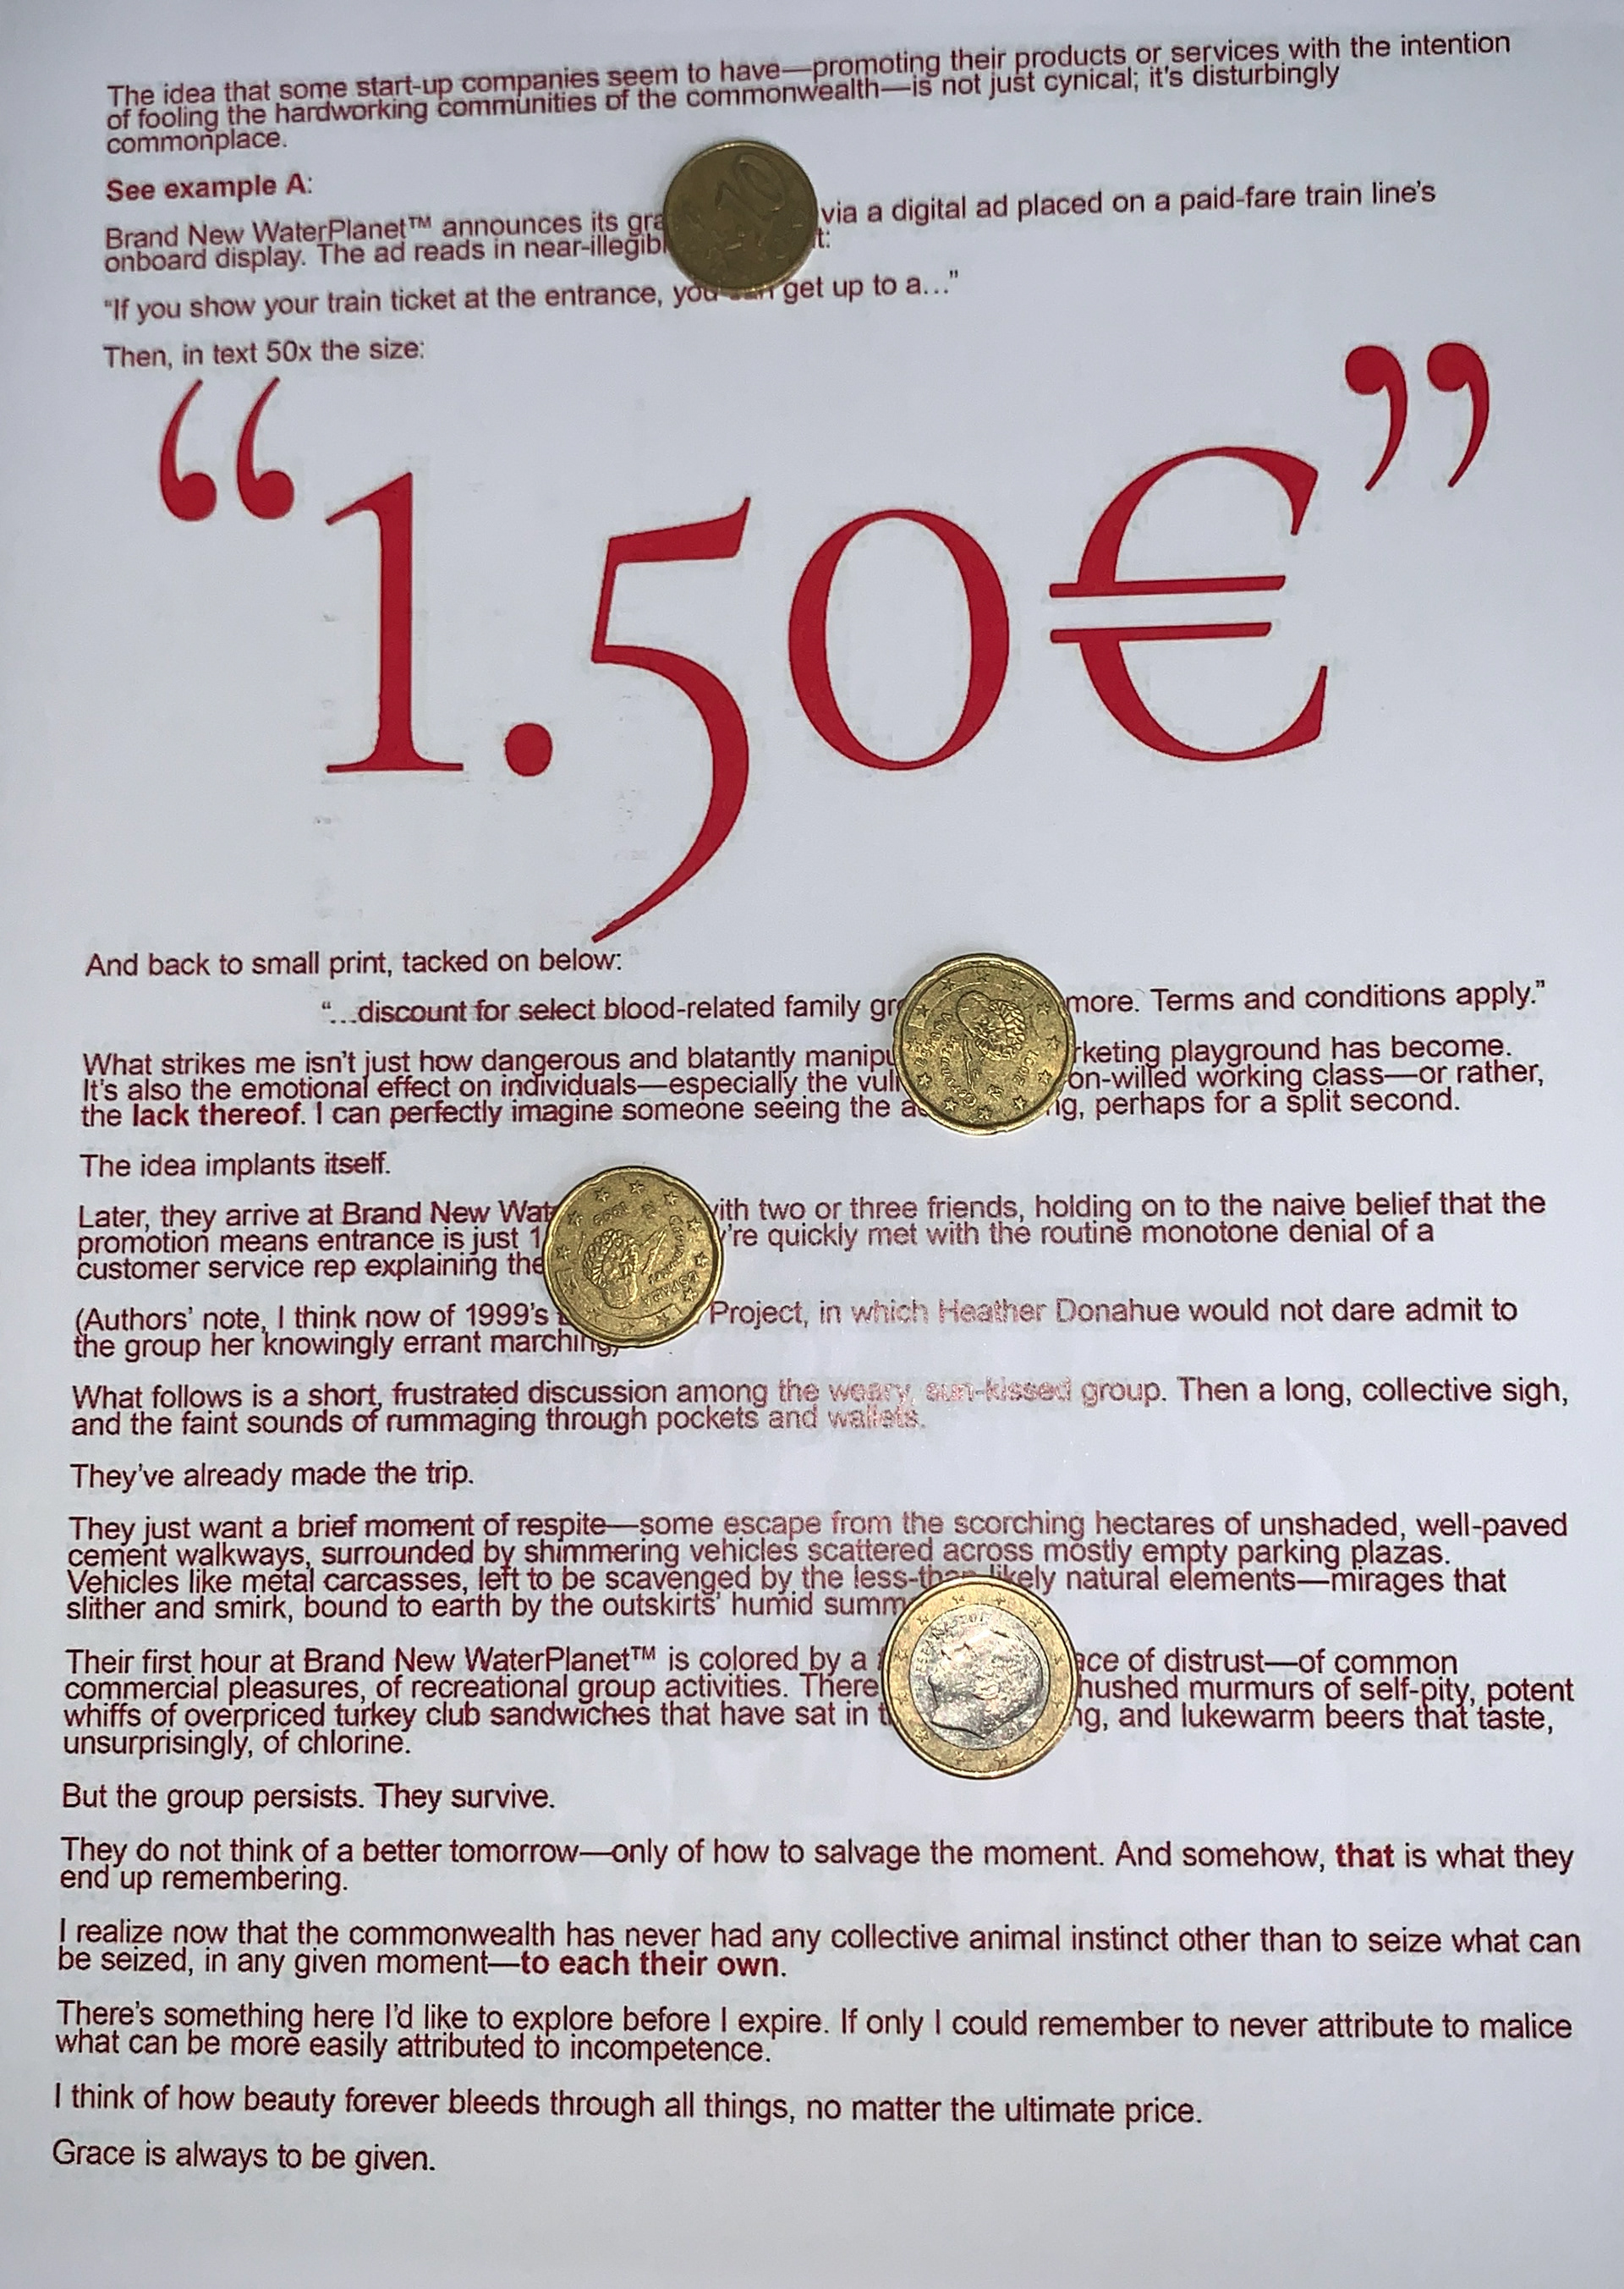 The idea that some start-up companies seem to have—promoting their products or services with the intention
of fooling the hardworking communities of the commonwealth—is not just cynical; it's disturbingly
commonplace.
See example A:
Brand New WaterPlanet™ announces its via a digital ad placed on a paid-fare train line's
onboard display. The ad reads in
10
“If you show your train ticket at the entrance, you can get up to a…”
Then, in text 50x the size:
“1.50€”
And back to small print, tacked on below:
“...discount for select blood-related family more. Terms and conditions apply.”
What strikes me isn't just how dangerous and blatantly playground has become.
It's also the emotional effect on individuals—especially the working class—or rather,
the lack thereof. I can perfectly imagine someone seeing the perhaps for a split second.
ESPAÑA
The idea implants itself.
Later, they arrive at Brand New with two or three friends, holding on to the naive belief that the
promotion means entrance is just quickly met with the routine monotone denial of a
customer service rep explaining
ESPAÑA
1999
(Authors' note, I think now of 1999's Project, in which Heather Donahue would not dare admit to
the group her knowingly errant marching)
What follows is a short, frustrated discussion among the weary, sun-kissed group. Then a long, collective sigh,
and the faint sounds of rummaging through pockets and wallets.
They've already made the trip.
They just want a brief moment of respite—some escape from the scorching hectares of unshaded, well-paved
cement walkways, surrounded by shimmering vehicles scattered across mostly empty parking plazas.
Vehicles like metal carcasses, left to be scavenged by the less-than-likely natural elements—mirages that
slither and smirk, bound to earth by the outskirts' humid
Their first hour at Brand New WaterPlanet™ is colored by a of distrust—of common
commercial pleasures, of recreational group activities. There hushed murmurs of self-pity, potent
whiffs of overpriced turkey club sandwiches that have sat in and lukewarm beers that taste,
unsurprisingly, of chlorine.
But the group persists. They survive.
They do not think of a better tomorrow—only of how to salvage the moment. And somehow, that is what they
end up remembering.
I realize now that the commonwealth has never had any collective animal instinct other than to seize what can
be seized, in any given moment—to each their own.
There's something here I'd like to explore before I expire. If only I could remember to never attribute to malice
what can be more easily attributed to incompetence.
I think of how beauty forever bleeds through all things, no matter the ultimate price.
Grace is always to be given.